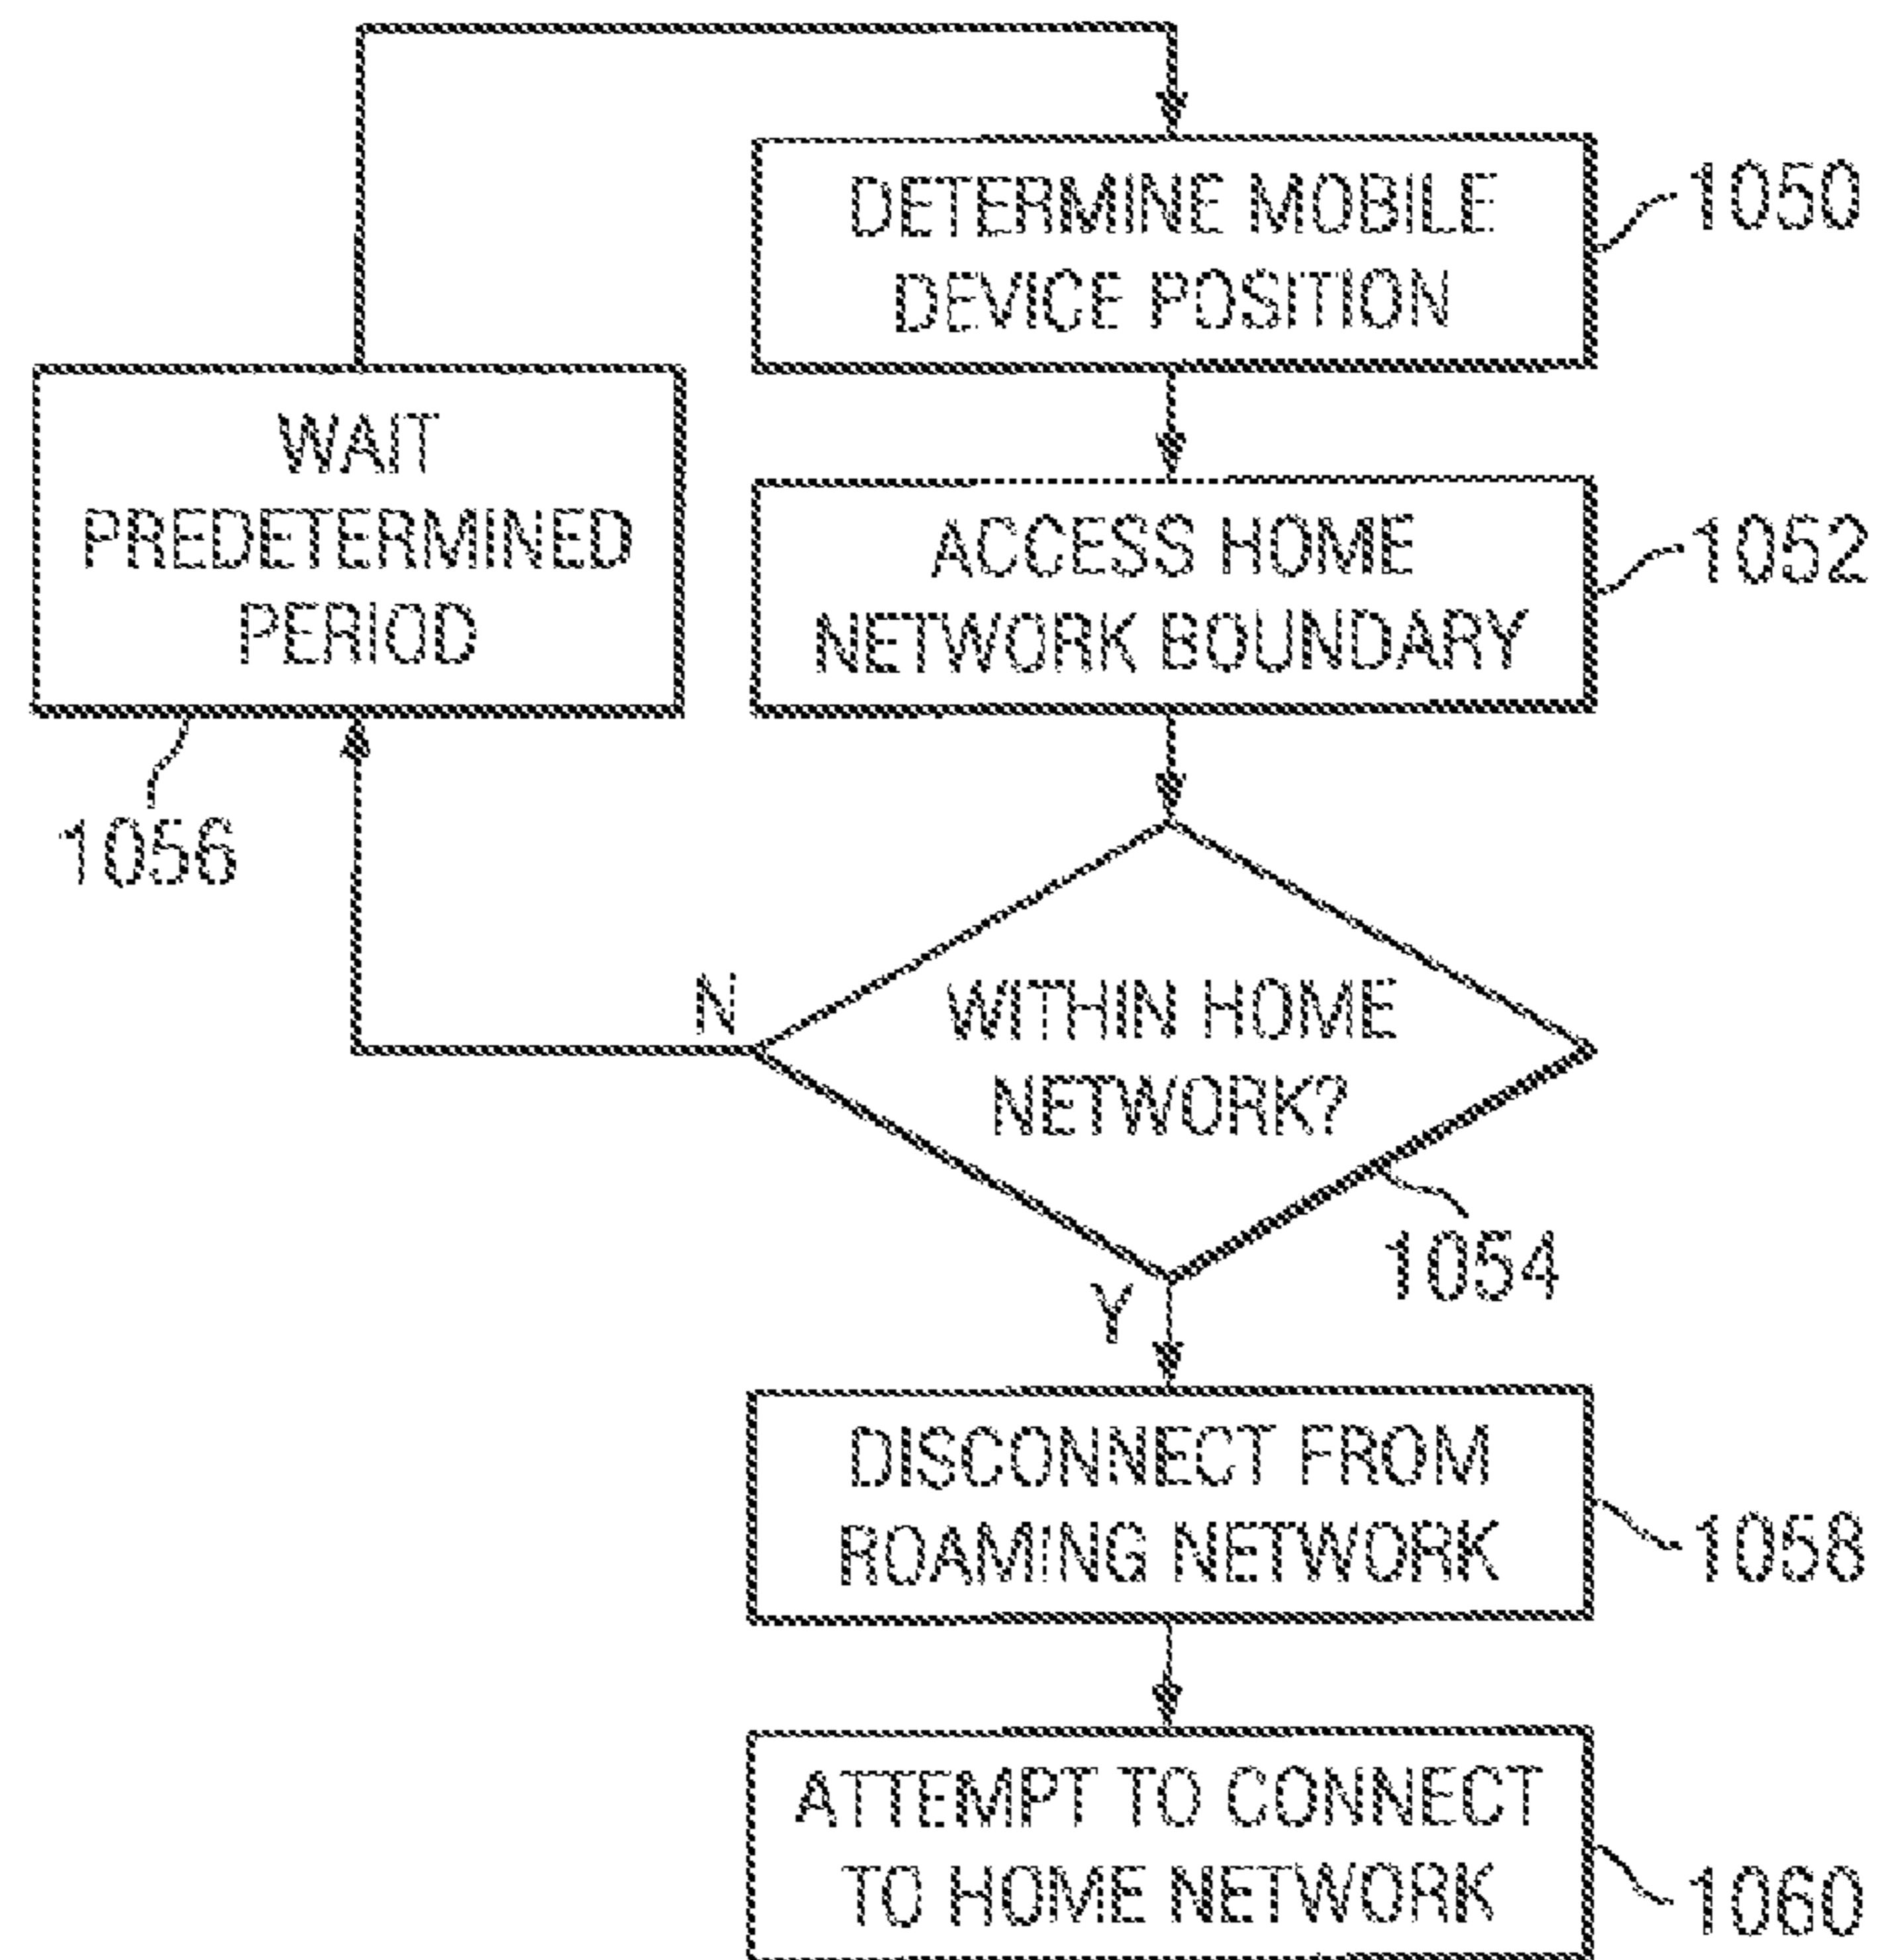 DETERMINE MOBILE
DEVICE POSITION
1050
WAIT
PREDETERMINED
PERIOD
1056
ACCESS HOME
NETWORK BOUNDARY
1052
N
WITHIN HOME
NETWORK?
1054
Y
DISCONNECT FROM
ROAMING NETWORK
1058
ATTEMPT TO CONNECT
TO HOME NETWORK
1060